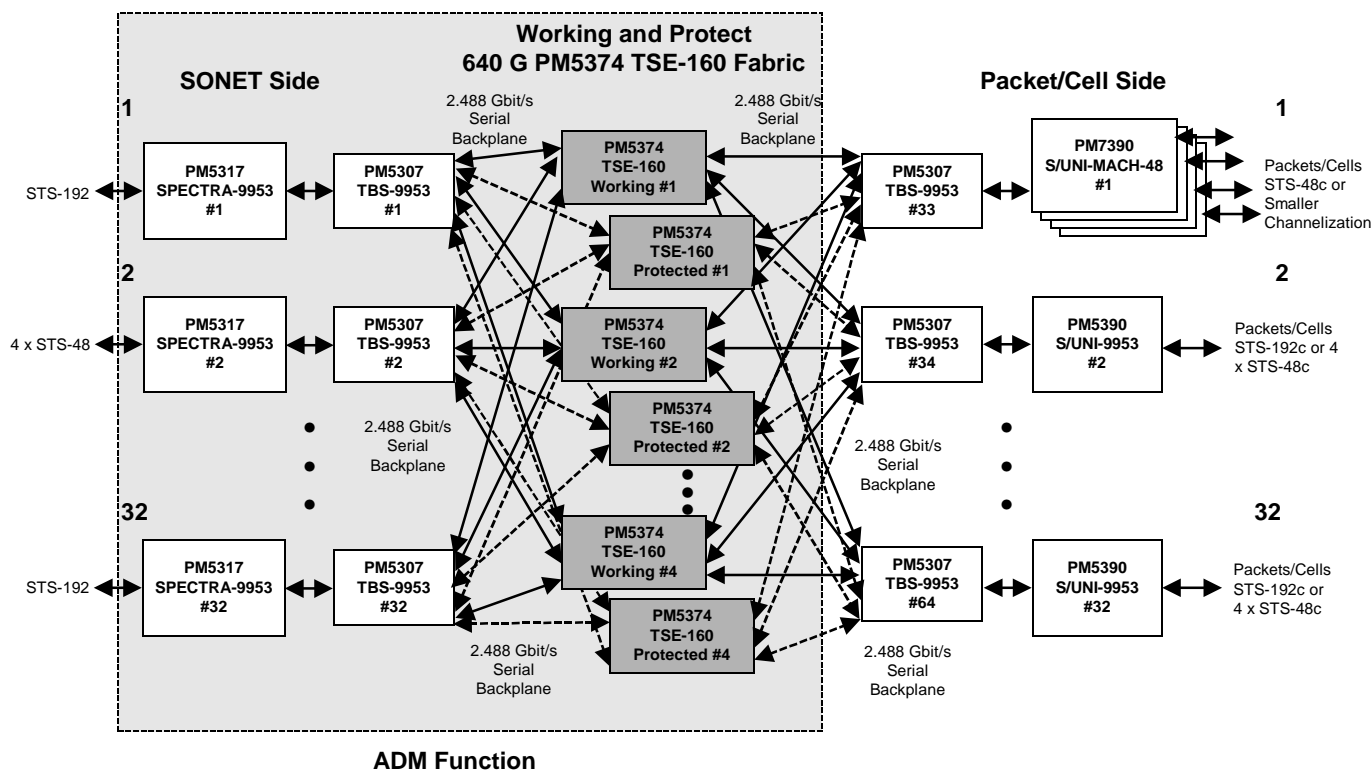 Working and Protect
640 G PM5374 TSE-160 Fabric
SONET Side
Packet/Cell Side
1
2.488 Gbit/s
Serial
Backplane
2.488 Gbit/s
Serial
Backplane
1
STS-192
PM5317
SPECTRA-9953
#1
PM5307
TBS-9953
#1
PM5374
TSE-160
Working #1
PM5307
TBS-9953
#33
PM7390
S/UNI-MACH-48
#1
Packets/Cells
STS-48c or
Smaller
Channelization
PM5374
TSE-160
Protected #1
2
2
4 x STS-48
PM5317
SPECTRA-9953
#2
PM5307
TBS-9953
#2
PM5374
TSE-160
Working #2
PM5307
TBS-9953
#34
PM5390
S/UNI-9953
#2
Packets/Cells
STS-192c or 4
x STS-48c
PM5374
TSE-160
Protected #2
2.488 Gbit/s
Serial
Backplane
2.488 Gbit/s
Serial
Backplane
32
32
STS-192
PM5317
SPECTRA-9953
#32
PM5307
TBS-9953
#32
PM5374
TSE-160
Working #4
PM5307
TBS-9953
#64
PM5390
S/UNI-9953
#32
Packets/Cells
STS-192c or
4 x STS-48c
PM5374
TSE-160
Protected #4
2.488 Gbit/s
Serial
Backplane
2.488 Gbit/s
Serial
Backplane
ADM Function